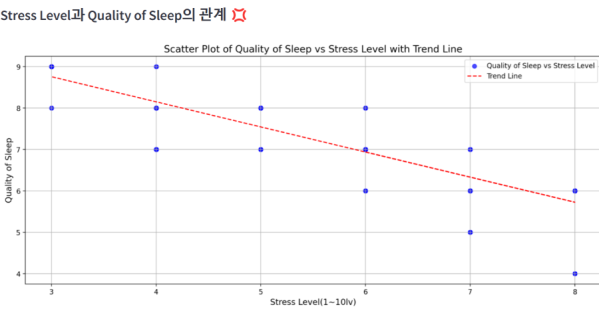 Stress Level과 Quality of Sleep의 관계 💢
Scatter Plot of Quality of Sleep vs Stress Level with Trend Line
Quality of Sleep vs Stress Level
Trend Line
Quality of Sleep
9
8
7
6
5
4
3 4 5 6 7 8
Stress Level(1~10lv)